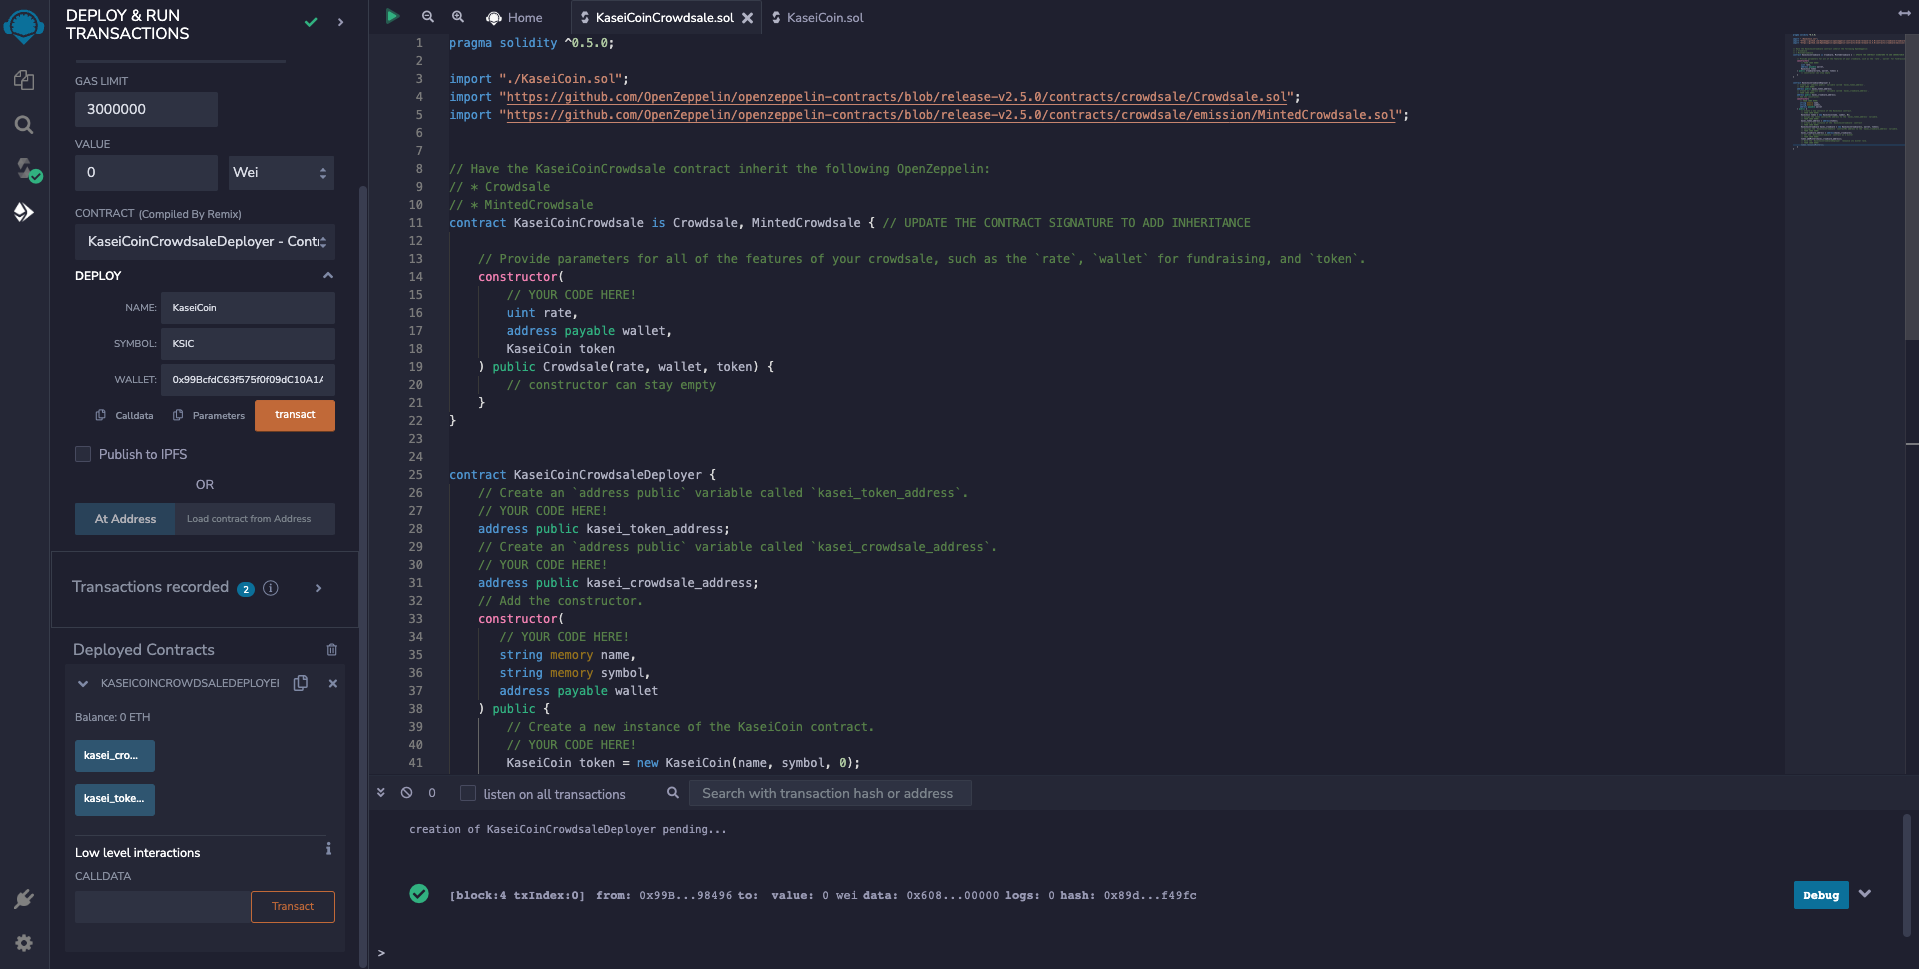 DEPLOY & RUN
TRANSACTIONS
GAS LIMIT
3000000
VALUE
0
Wei
CONTRACT (Compiled By Remix)
KaseiCoinCrowdsaleDeployer - Contr
DEPLOY
NAME: KaseiCoin
SYMBOL: KSIC
WALLET: 0x99BcfdC63f575f0f09dC10A1A
Calldata
Parameters
transact
Publish to IPFS
OR
At Address
Load contract from Address
Transactions recorded 2 i
Deployed Contracts
KASEICOINCROWDSALEDEPLOYEI
Balance: 0 ETH
kasei_cro...
kasei_toke...
Low level interactions
i
CALLDATA
Transact
Home
KaseiCoinCrowdsale.sol
KaseiCoin.sol
1 pragma solidity ^0.5.0;
2
3 import "./KaseiCoin.sol";
4 import "https://github.com/OpenZeppelin/openzeppelin-contracts/blob/release-v2.5.0/contracts/crowdsale/Crowdsale.sol";
5 import "https://github.com/OpenZeppelin/openzeppelin-contracts/blob/release-v2.5.0/contracts/crowdsale/emission/MintedCrowdsale.sol";
6
7
8 // Have the KaseiCoinCrowdsale contract inherit the following OpenZeppelin:
9 // * Crowdsale
10 // * MintedCrowdsale
11 contract KaseiCoinCrowdsale is Crowdsale, MintedCrowdsale { // UPDATE THE CONTRACT SIGNATURE TO ADD INHERITANCE
12
13 // Provide parameters for all of the features of your crowdsale, such as the `rate`, `wallet` for fundraising, and `token`.
14 constructor(
15 // YOUR CODE HERE!
16 uint rate,
17 address payable wallet,
18 KaseiCoin token
19 ) public Crowdsale(rate, wallet, token) {
20 // constructor can stay empty
21 }
22 }
23
24
25 contract KaseiCoinCrowdsaleDeployer {
26 // Create an `address public` variable called `kasei_token_address`.
27 // YOUR CODE HERE!
28 address public kasei_token_address;
29 // Create an `address public` variable called `kasei_crowdsale_address`.
30 // YOUR CODE HERE!
31 address public kasei_crowdsale_address;
32 // Add the constructor.
33 constructor(
34 // YOUR CODE HERE!
35 string memory name,
36 string memory symbol,
37 address payable wallet
38 ) public {
39 // Create a new instance of the KaseiCoin contract.
40 // YOUR CODE HERE!
41 KaseiCoin token = new KaseiCoin(name, symbol, 0);
0
listen on all transactions
Search with transaction hash or address
creation of KaseiCoinCrowdsaleDeployer pending...
[block:4 txIndex:0] from: 0x99B...98496 to: value: 0 wei data: 0x608...00000 logs: 0 hash: 0x89d...f49fc
Debug
>